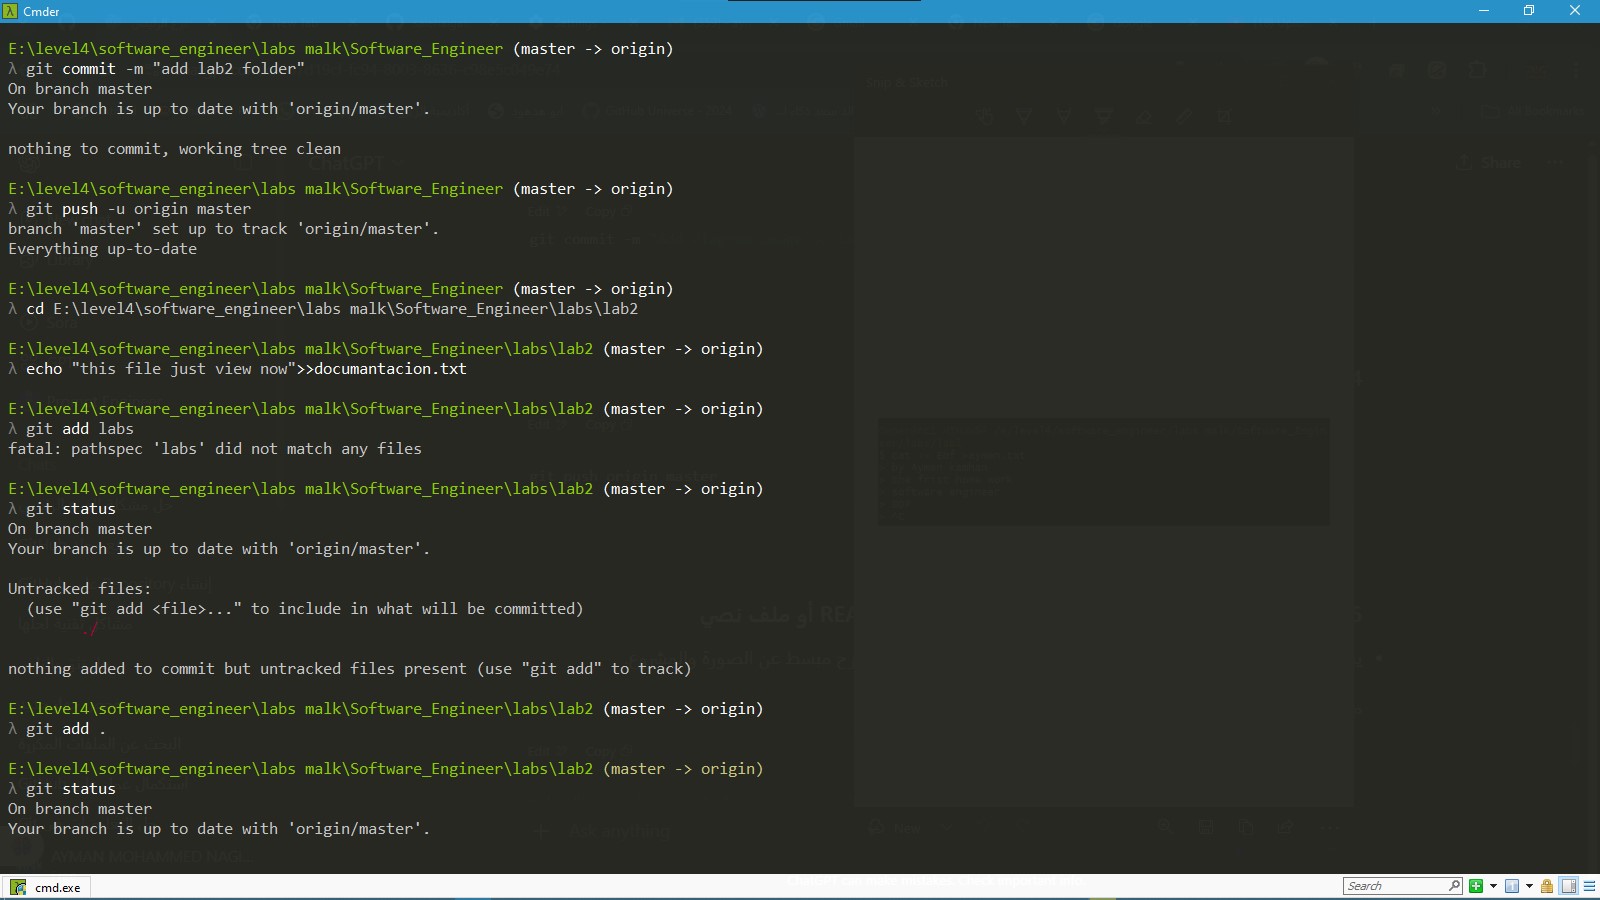 Cmder
E:\level4\software_engineer\labs malk\Software_Engineer (master -> origin)
λ git commit -m "add lab2 folder"
On branch master
Your branch is up to date with 'origin/master'.
nothing to commit, working tree clean
E:\level4\software_engineer\labs malk\Software_Engineer (master -> origin)
λ git push -u origin master
branch 'master' set up to track 'origin/master'.
Everything up-to-date
E:\level4\software_engineer\labs malk\Software_Engineer (master -> origin)
λ cd E:\level4\software_engineer\labs malk\Software_Engineer\labs\lab2
E:\level4\software_engineer\labs malk\Software_Engineer\labs\lab2 (master -> origin)
λ echo "this file just view now">>documantacion.txt
E:\level4\software_engineer\labs malk\Software_Engineer\labs\lab2 (master -> origin)
λ git add labs
fatal: pathspec 'labs' did not match any files
E:\level4\software_engineer\labs malk\Software_Engineer\labs\lab2 (master -> origin)
λ git status
On branch master
Your branch is up to date with 'origin/master'.
Untracked files:
(use "git add <file>..." to include in what will be committed)
./
nothing added to commit but untracked files present (use "git add" to track)
E:\level4\software_engineer\labs malk\Software_Engineer\labs\lab2 (master -> origin)
λ git add .
E:\level4\software_engineer\labs malk\Software_Engineer\labs\lab2 (master -> origin)
λ git status
On branch master
Your branch is up to date with 'origin/master'.
cmd.exe
Search
ChatGPT
Share
Snip & Sketch
New
Ask anything
AYMAN MOHAMMED NAGI...